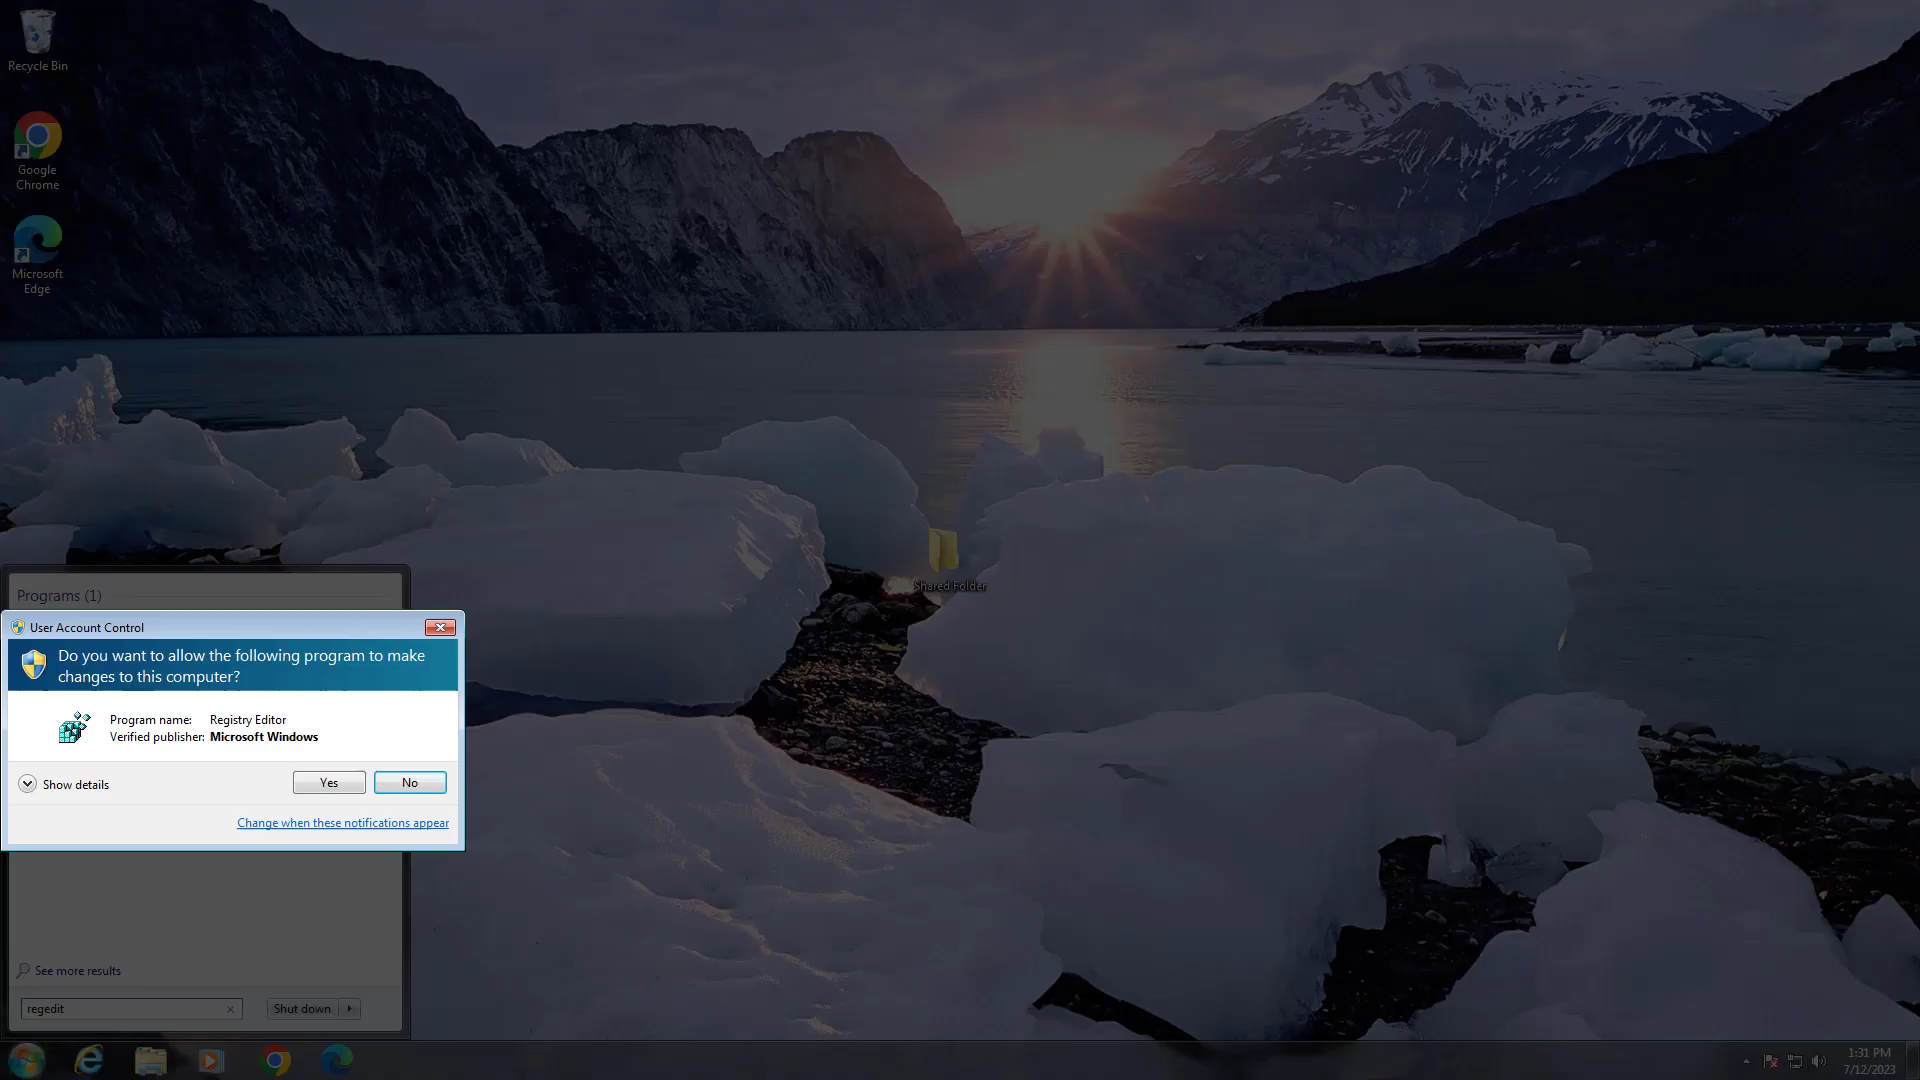 Recycle Bin
Google
Chrome
Microsoft
Edge
Shared Folder
Programs (1)
User Account Control
Do you want to allow the following program to make
changes to this computer?
Program name: Registry Editor
Verified publisher: Microsoft Windows
Show details
Yes
No
Change when these notifications appear
See more results
regedit
Shut down
1:31 PM
7/12/2023